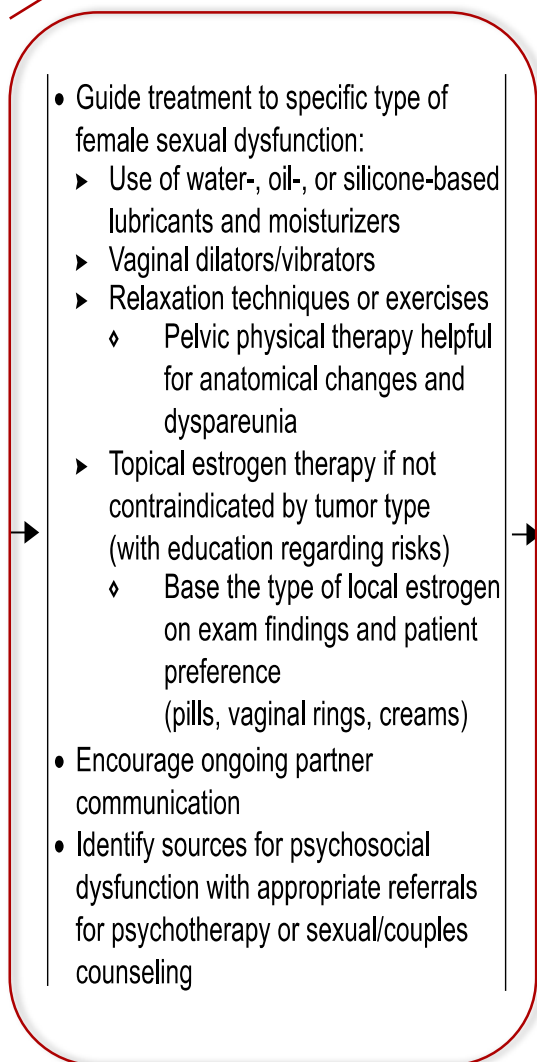 • Guide treatment to specific type of
female sexual dysfunction:
➤ Use of water-, oil-, or silicone-based
lubricants and moisturizers
➤ Vaginal dilators/vibrators
➤ Relaxation techniques or exercises
◊ Pelvic physical therapy helpful
for anatomical changes and
dyspareunia
➤ Topical estrogen therapy if not
contraindicated by tumor type
(with education regarding risks)
◊ Base the type of local estrogen
on exam findings and patient
preference
(pills, vaginal rings, creams)
• Encourage ongoing partner
communication
• Identify sources for psychosocial
dysfunction with appropriate referrals
for psychotherapy or sexual/couples
counseling